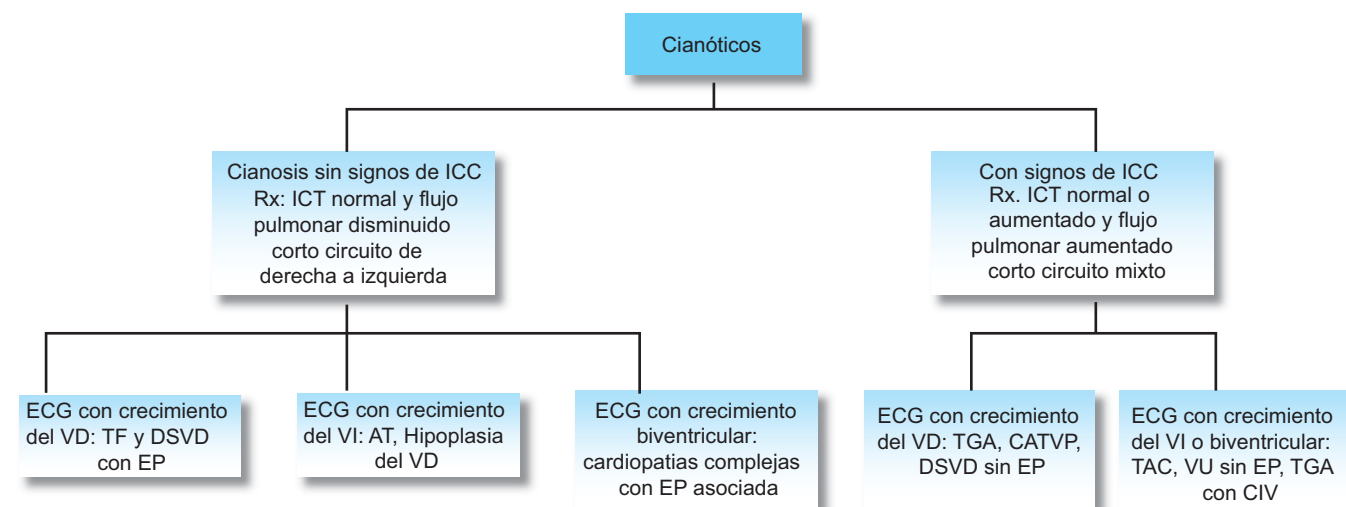 Cianóticos
Cianosis sin signos de ICC
Rx: ICT normal y flujo
pulmonar disminuido
corto circuito de
derecha a izquierda
Con signos de ICC
Rx. ICT normal o
aumentado y flujo
pulmonar aumentado
corto circuito mixto
ECG con crecimiento
del VD: TF y DSVD
con EP
ECG con crecimiento
del VI: AT, Hipoplasia
del VD
ECG con crecimiento
biventricular:
cardiopatias complejas
con EP asociada
ECG con crecimiento
del VD: TGA, CATVP,
DSVD sin EP
ECG con crecimiento
del VI o biventricular:
TAC, VU sin EP, TGA
con CIV